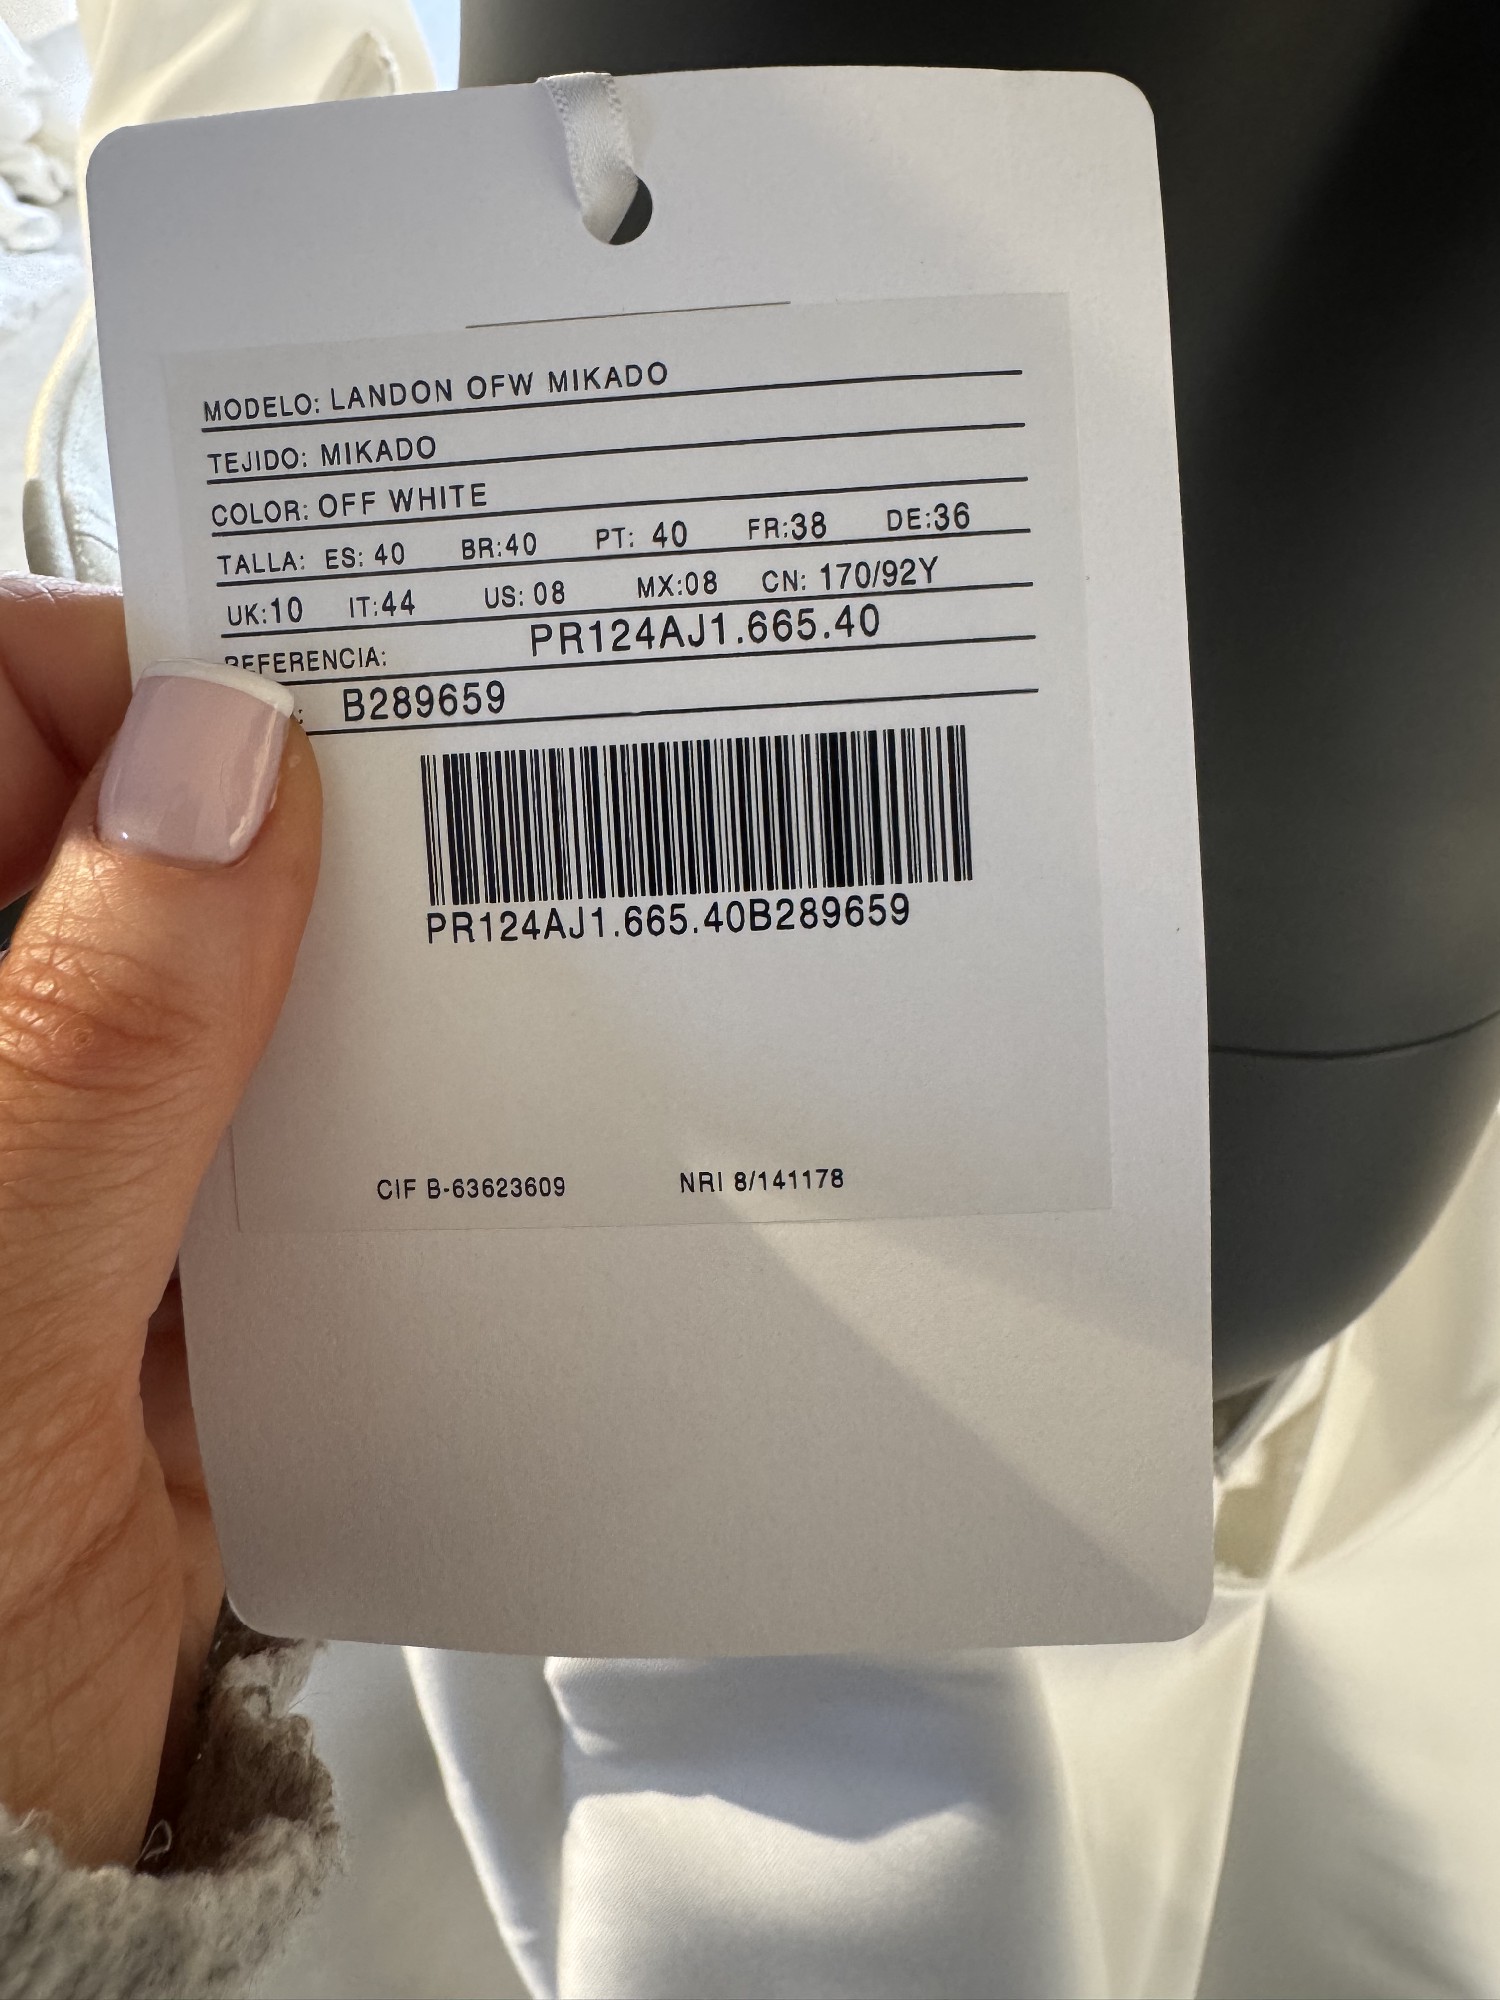 MODELO: LANDON OFW MIKADO
TEJIDO: MIKADO
COLOR: OFF WHITE
TALLA: ES: 40 BR:40 PT: 40 FR:38 DE:36
UK:10 IT:44 US: 08 MX:08 CN: 170/92Y
REFERENCIA: PR124AJ1.665.40
: B289659
PR124AJ1.665.40B289659
CIF B-63623609 NRI 8/141178